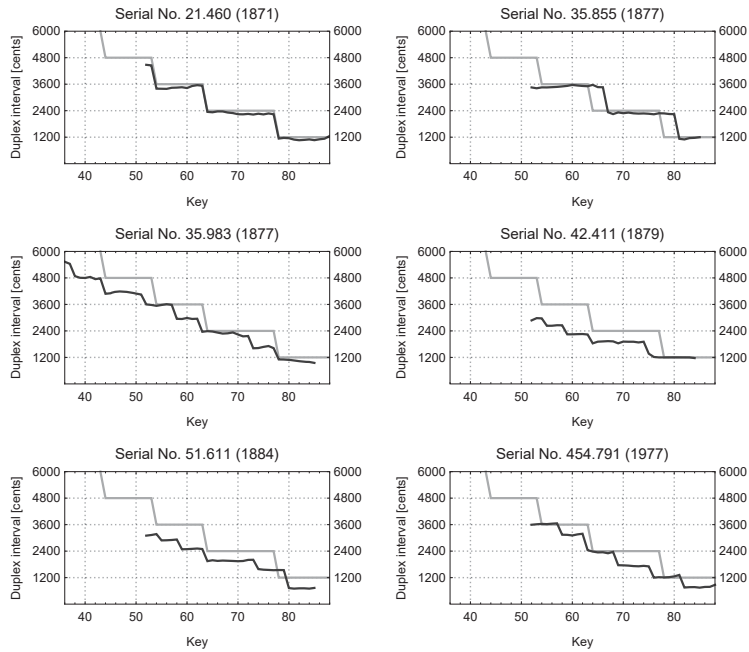 Serial No. 21.460 (1871)
Duplex interval [cents]
6000 6000
4800 4800
3600 3600
2400 2400
1200 1200
40 50 60 70 80
Key
Serial No. 35.855 (1877)
Duplex interval [cents]
6000 6000
4800 4800
3600 3600
2400 2400
1200 1200
40 50 60 70 80
Key
Serial No. 35.983 (1877)
Duplex interval [cents]
6000 6000
4800 4800
3600 3600
2400 2400
1200 1200
40 50 60 70 80
Key
Serial No. 42.411 (1879)
Duplex interval [cents]
6000 6000
4800 4800
3600 3600
2400 2400
1200 1200
40 50 60 70 80
Key
Serial No. 51.611 (1884)
Duplex interval [cents]
6000 6000
4800 4800
3600 3600
2400 2400
1200 1200
40 50 60 70 80
Key
Serial No. 454.791 (1977)
Duplex interval [cents]
6000 6000
4800 4800
3600 3600
2400 2400
1200 1200
40 50 60 70 80
Key